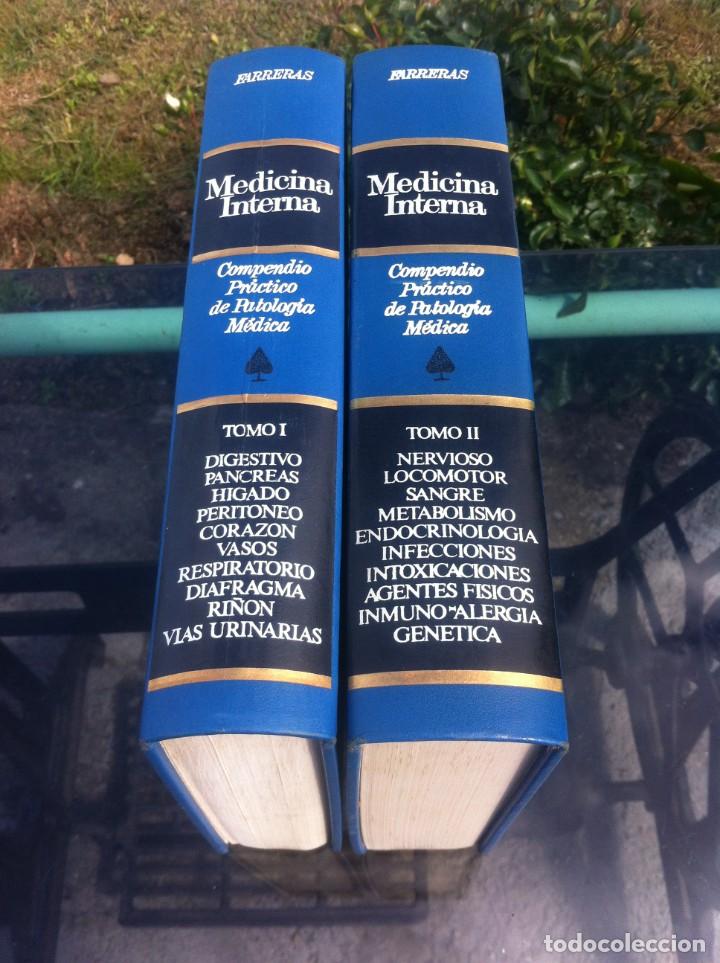 FARRERAS
Medicina
Interna
Compendio
Práctico
de Patología
Médica
TOMO I
DIGESTIVO
PANCREAS
HIGADO
PERITONEO
CORAZON
VASOS
RESPIRATORIO
DIAFRAGMA
RIÑON
VIAS URINARIAS
FARRERAS
Medicina
Interna
Compendio
Práctico
de Patología
Médica
TOMO II
NERVIOSO
LOCOMOTOR
SANGRE
METABOLISMO
ENDOCRINOLOGIA
INFECCIONES
INTOXICACIONES
AGENTES FISICOS
INMUNO-ALERGIA
GENETICA
todocoleccion
todocoleccion.net